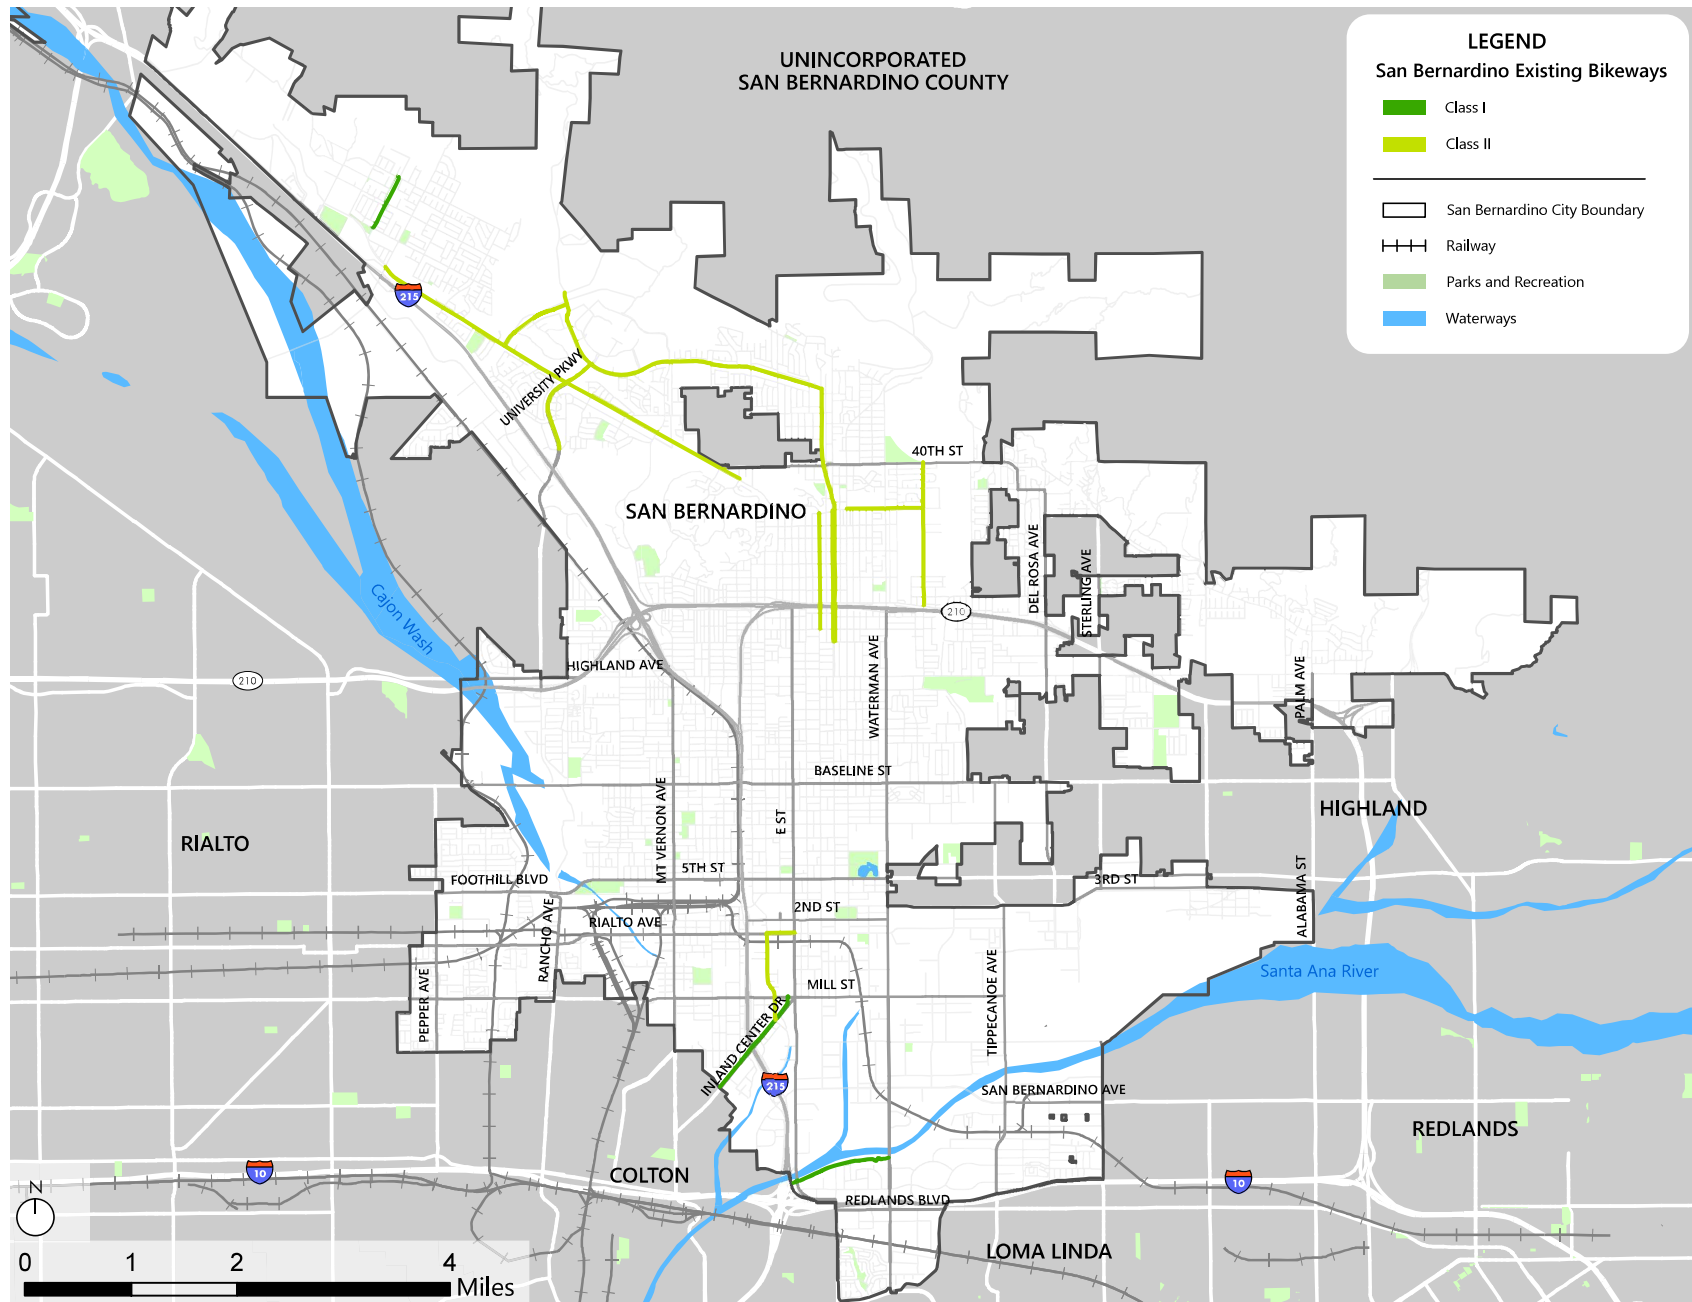 UNINCORPORATED
SAN BERNARDINO COUNTY
LEGEND
San Bernardino Existing Bikeways
Class I
Class II
San Bernardino City Boundary
Railway
Parks and Recreation
Waterways
215
UNIVERSITY PKWY
40TH ST
SAN BERNARDINO
DEL ROSA AVE
STERLING AVE
Cajon Wash
210
HIGHLAND AVE
210
WATERMAN AVE
PALM AVE
BASELINE ST
MT VERNON AVE
E ST
HIGHLAND
RIALTO
5TH ST
FOOTHILL BLVD
3RD ST
ALABAMA ST
2ND ST
RIALTO AVE
RANCHO AVE
PEPPER AVE
MILL ST
TIPPECANOE AVE
Santa Ana River
INLAND CENTER DR
215
SAN BERNARDINO AVE
REDLANDS
COLTON
10
10
REDLANDS BLVD
LOMA LINDA
N
0 1 2 4
Miles